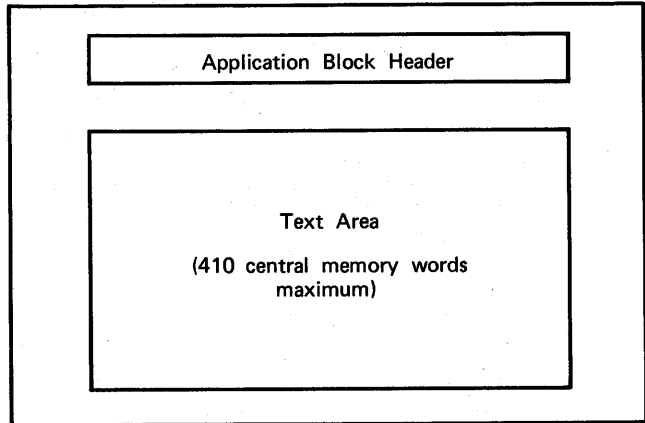 Application Block Header
Text Area
(410 central memory words
maximum)